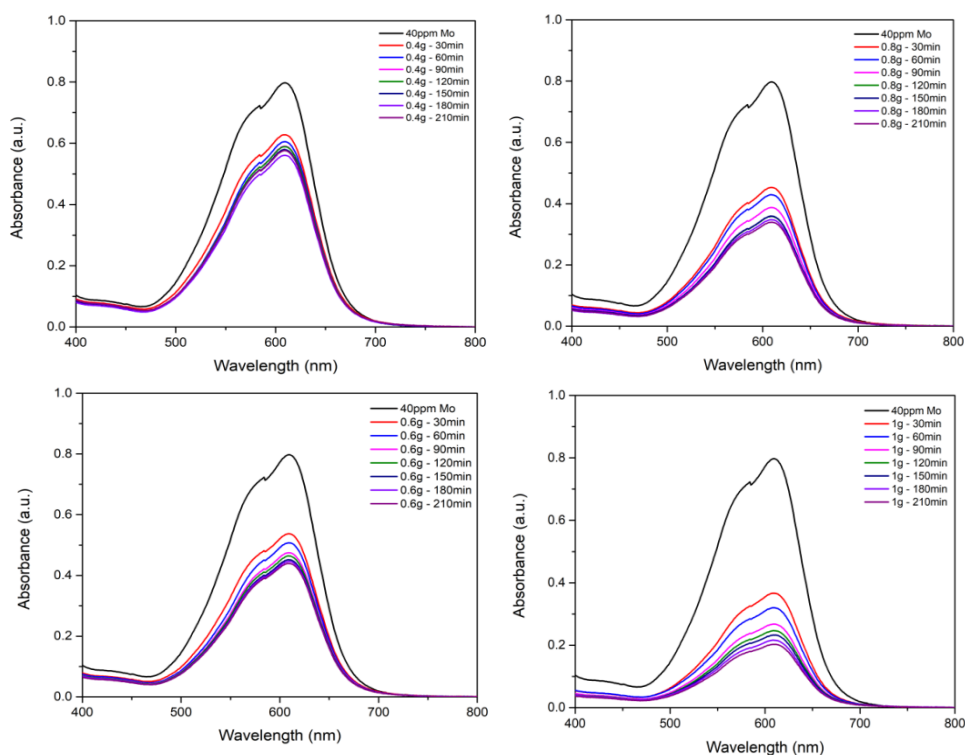 1.0
0.8
0.6
0.4
0.2
0.0
Absorbance (a.u.)
40ppm Mo
0.4g - 30min
0.4g - 60min
0.4g - 90min
0.4g - 120min
0.4g - 150min
0.4g - 180min
0.4g - 210min
400 500 600 700 800
Wavelength (nm)
1.0
0.8
0.6
0.4
0.2
0.0
Absorbance (a.u.)
40ppm Mo
0.8g - 30min
0.8g - 60min
0.8g - 90min
0.8g - 120min
0.8g - 150min
0.8g - 180min
0.8g - 210min
400 500 600 700 800
Wavelength (nm)
1.0
0.8
0.6
0.4
0.2
0.0
Absorbance (a.u.)
40ppm Mo
0.6g - 30min
0.6g - 60min
0.6g - 90min
0.6g - 120min
0.6g - 150min
0.6g - 180min
0.6g - 210min
400 500 600 700 800
Wavelength (nm)
1.0
0.8
0.6
0.4
0.2
0.0
Absorbance (a.u.)
40ppm Mo
1g - 30min
1g - 60min
1g - 90min
1g - 120min
1g - 150min
1g - 180min
1g - 210min
400 500 600 700 800
Wavelength (nm)